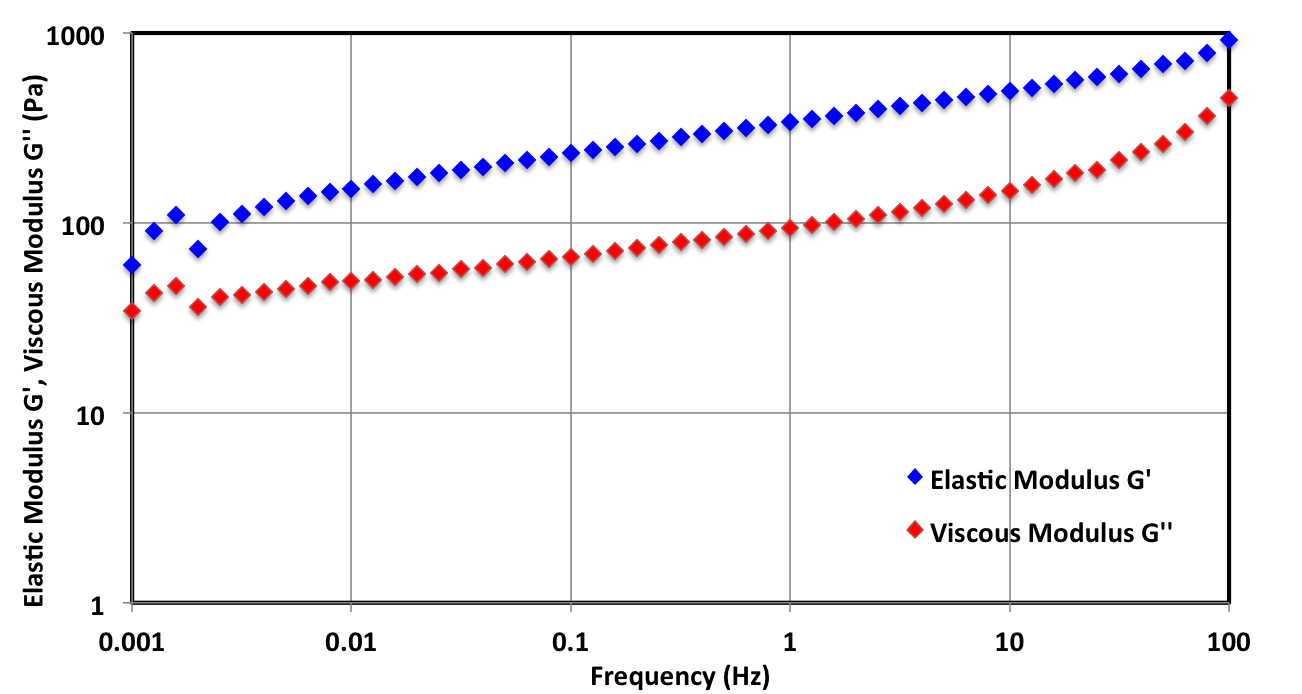 Elastic Modulus G', Viscous Modulus G'' (Pa)
1000
100
10
1
Elastic Modulus G'
Viscous Modulus G''
0.001 0.01 0.1 1 10 100
Frequency (Hz)